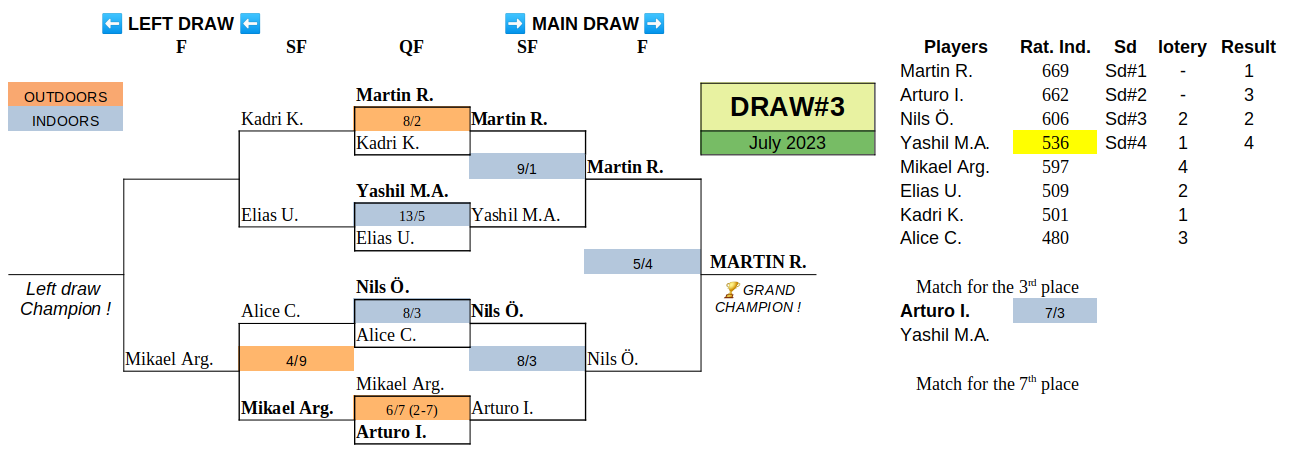 ⬅ LEFT DRAW ⬅ ➡ MAIN DRAW ➡
F SF QF SF F
Players Rat. Ind. Sd lotery Result
Martin R. 669 Sd#1 - 1
Arturo I. 662 Sd#2 - 3
Nils Ö. 606 Sd#3 2 2
Yashil M.A. 536 Sd#4 1 4
Mikael Arg. 597 4
Elias U. 509 2
Kadri K. 501 1
Alice C. 480 3
OUTDOORS
INDOORS
DRAW#3
July 2023
Martin R.
Kadri K. 8/2 Martin R.
Kadri K.
9/1 Martin R.
Yashil M.A.
Elias U. 13/5 Yashil M.A.
Elias U.
5/4 MARTIN R.
Left draw
Champion !
🏆 GRAND
CHAMPION !
Nils Ö.
Alice C. 8/3 Nils Ö.
Alice C.
Mikael Arg. 4/9 8/3 Nils Ö.
Mikael Arg.
Mikael Arg. 6/7 (2-7) Arturo I.
Arturo I.
Match for the 3rd place
Arturo I. 7/3
Yashil M.A.
Match for the 7th place